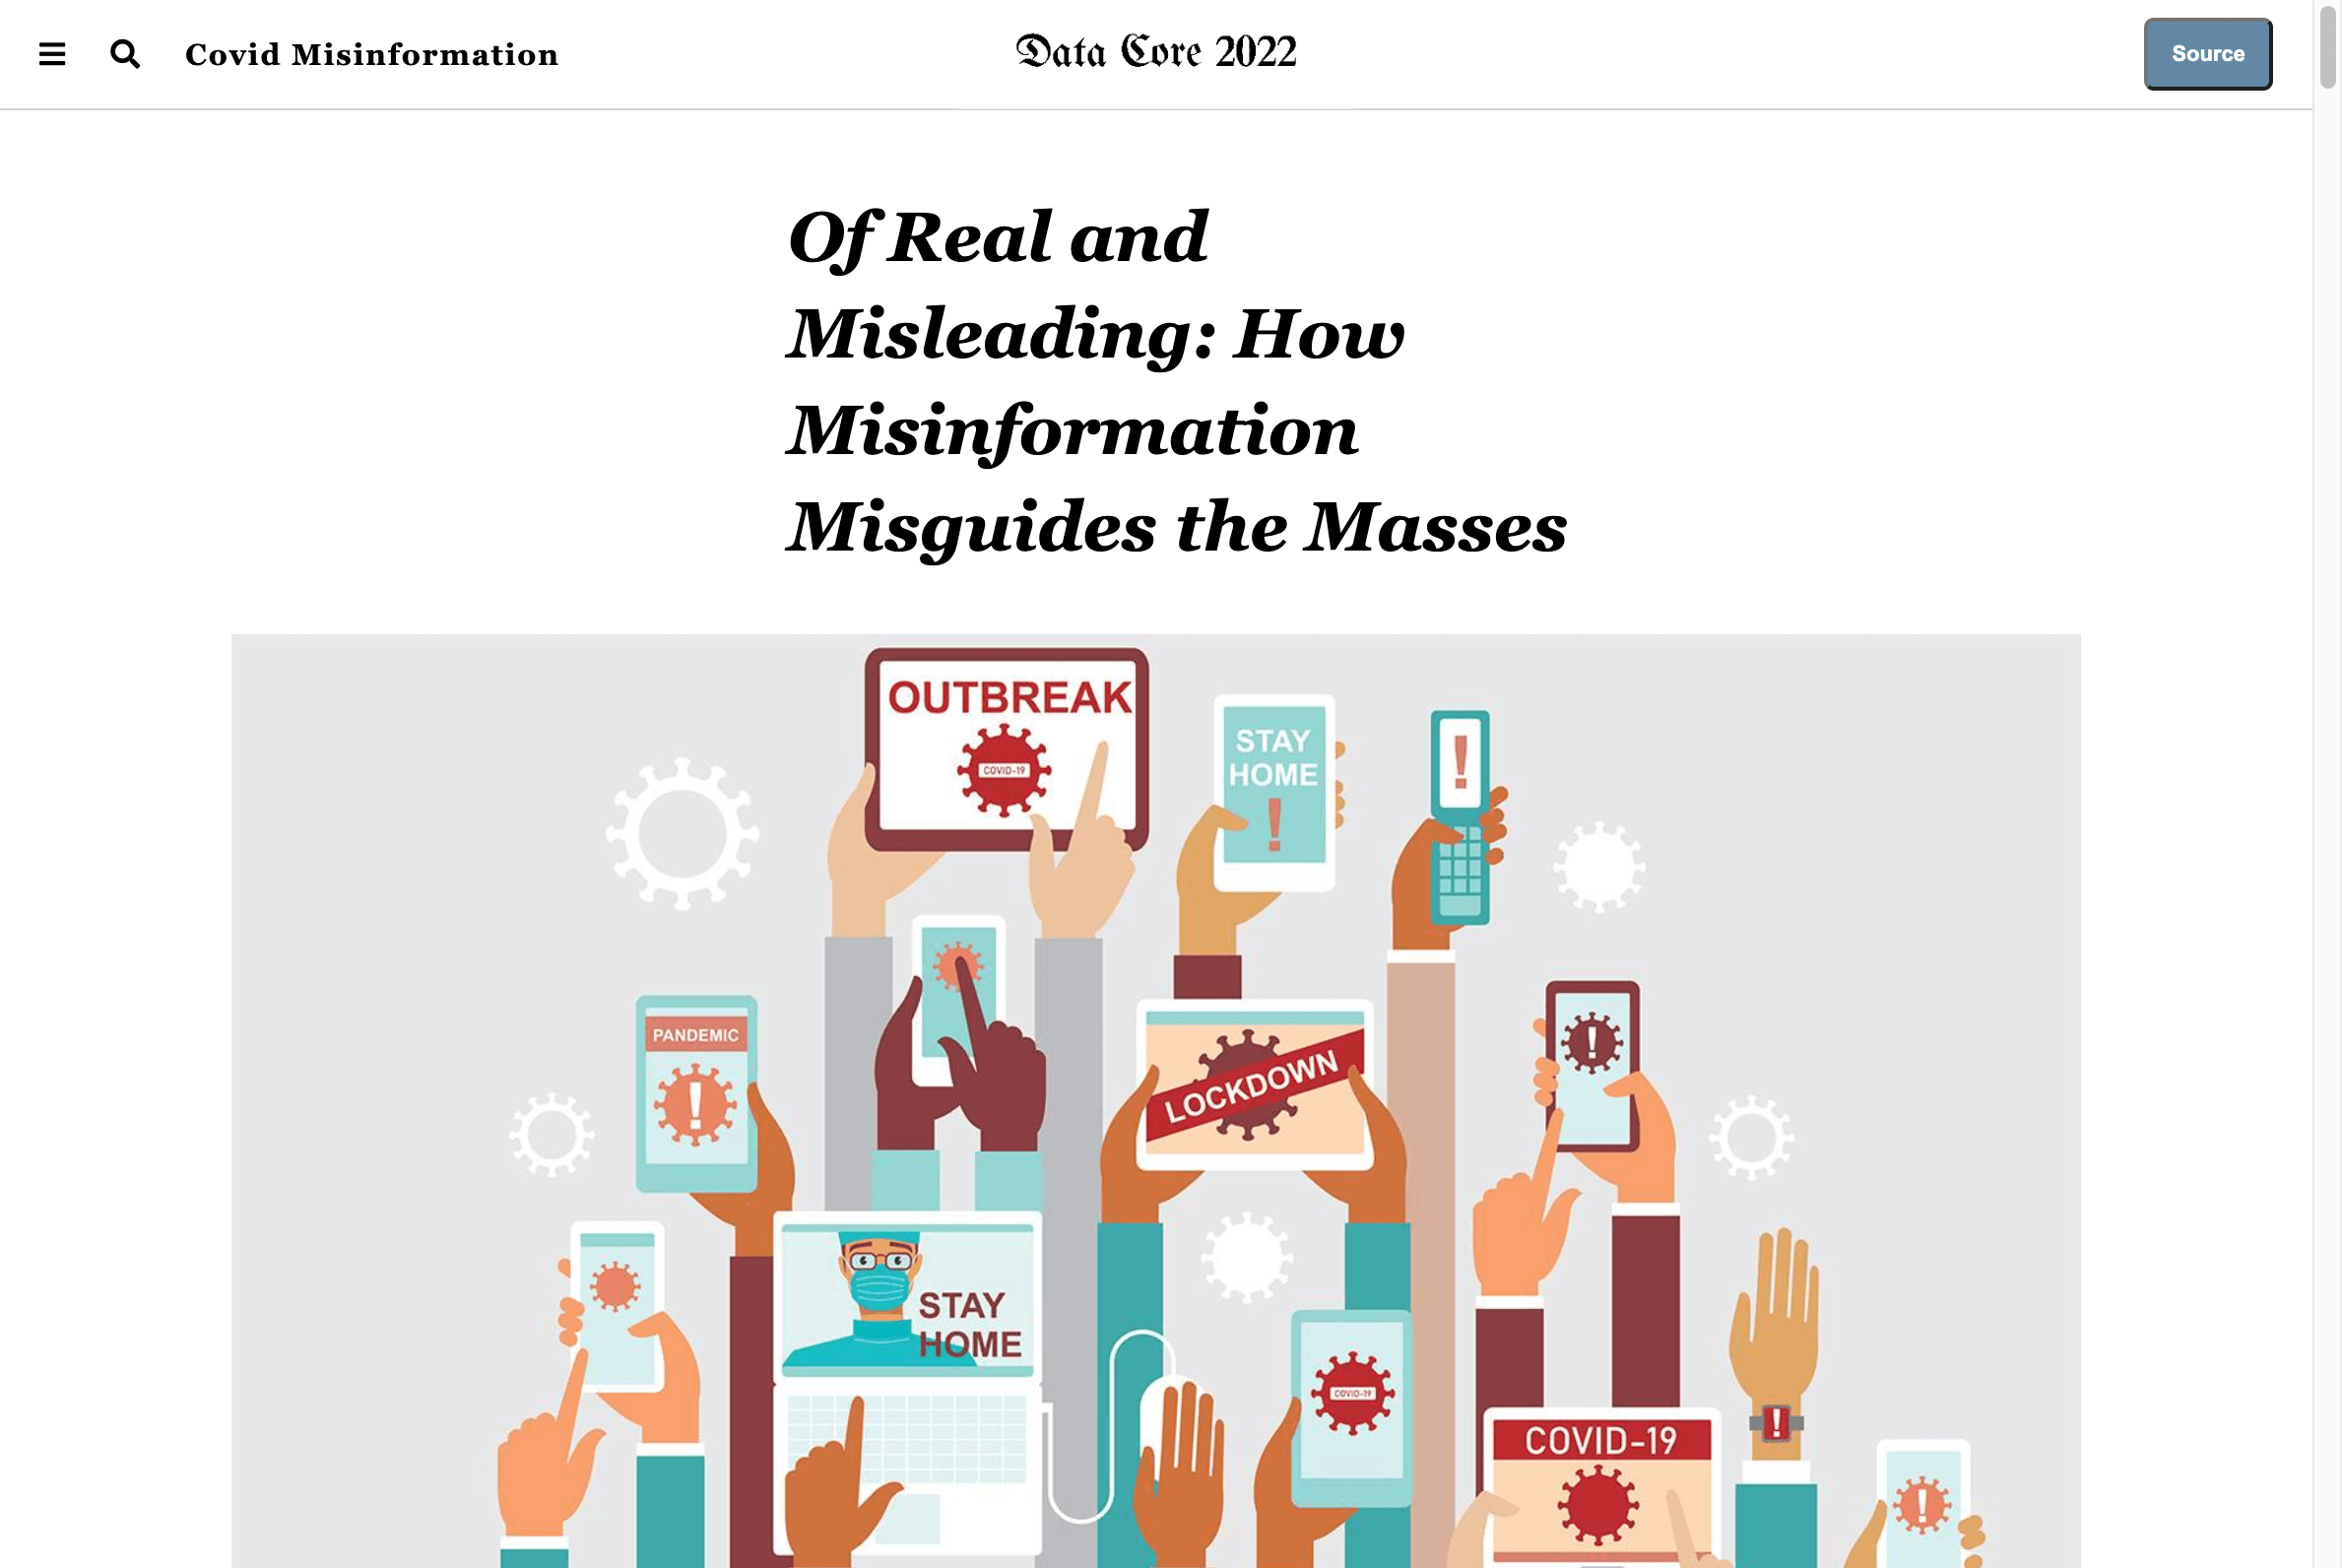 Covid Misinformation
Data Core 2022
Source
Of Real and
Misleading: How
Misinformation
Misguides the Masses
OUTBREAK
COVID-19
STAY
HOME
!
!
PANDEMIC
!
LOCKDOWN
!
STAY
HOME
COVID-19
!
COVID-19
!